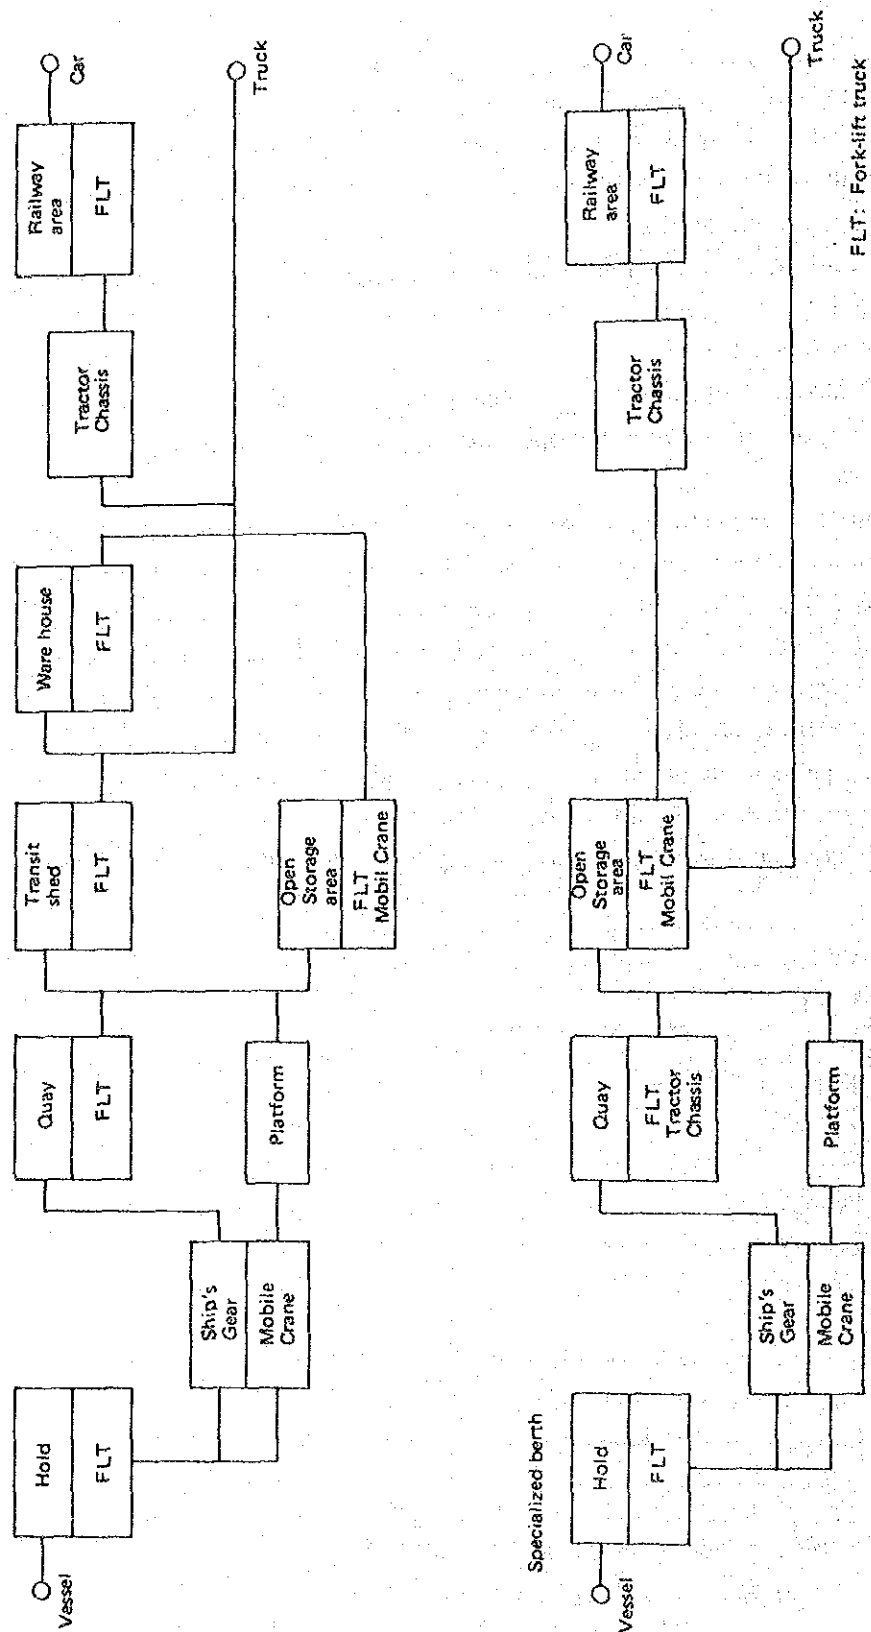 Vessel
Hold
FLT
Ship's
Gear
Mobile
Crane
Quay
FLT
Platform
Transit
shed
FLT
Open
Storage
area
FLT
Mobil Crane
Ware house
FLT
Tractor
Chassis
Railway
area
FLT
Car
Truck
Specialized berth
Vessel
Hold
FLT
Ship's
Gear
Mobile
Crane
Quay
FLT
Tractor
Chassis
Platform
Open
Storage
area
FLT
Mobil Crane
Tractor
Chassis
Railway
area
FLT
Car
Truck
FLT: Fork-lift truck